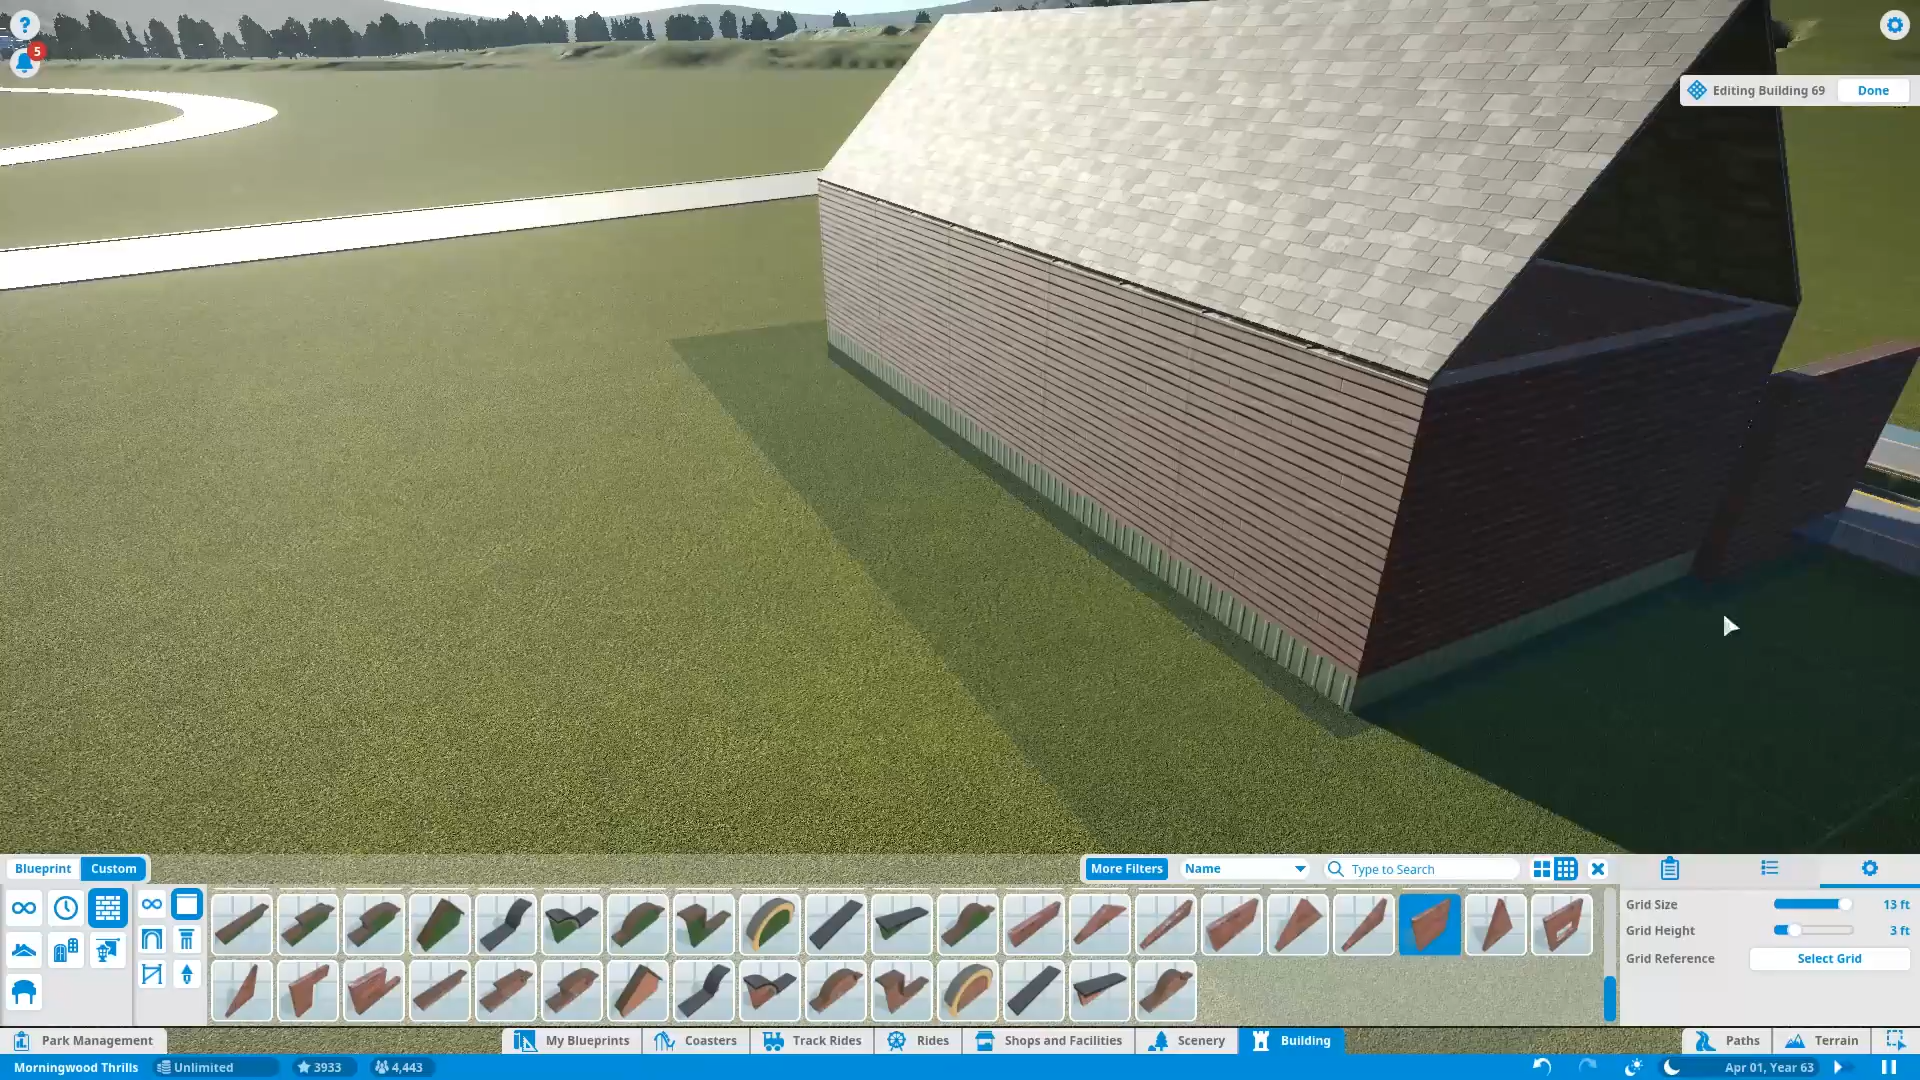 ?
5
Editing Building 69
Done
Blueprint
Custom
More Filters
Name
Type to Search
Grid Size
13 ft
Grid Height
3 ft
Grid Reference
Select Grid
Park Management
My Blueprints
Coasters
Track Rides
Rides
Shops and Facilities
Scenery
Building
Paths
Terrain
Morningwood Thrills
Unlimited
3933
4,443
Apr 01, Year 63